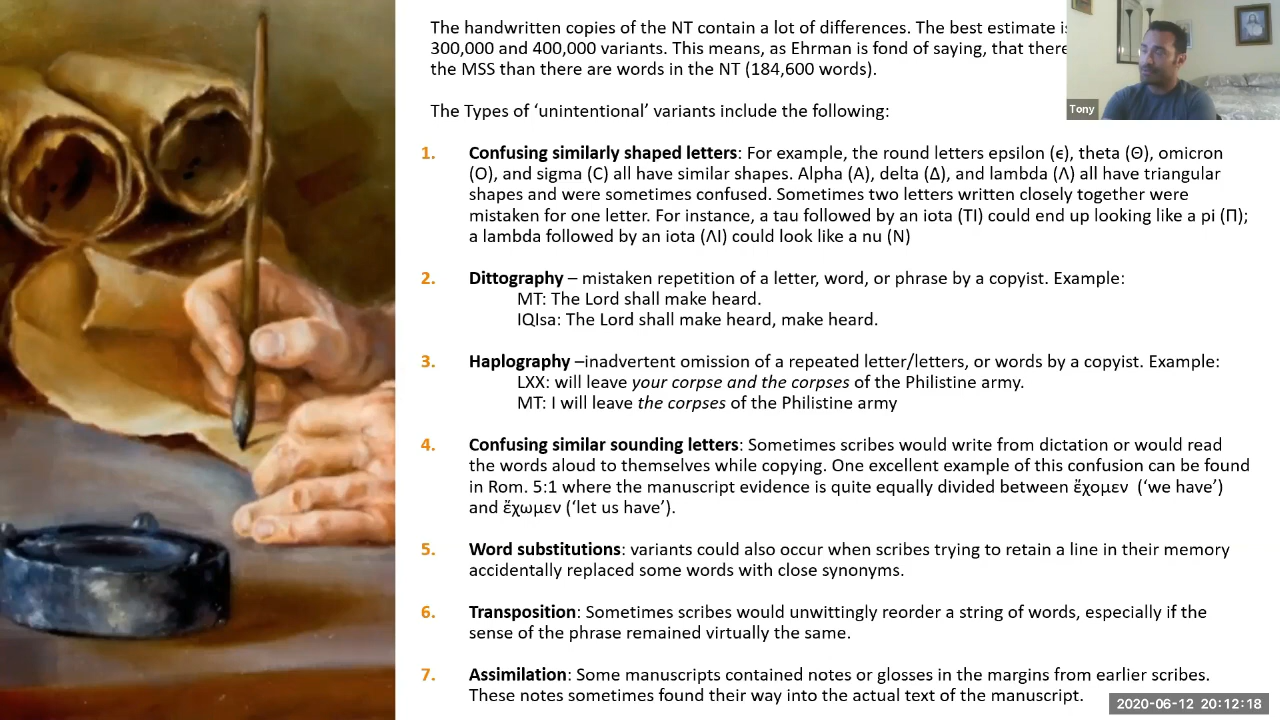 The handwritten copies of the NT contain a lot of differences. The best estimate is
300,000 and 400,000 variants. This means, as Ehrman is fond of saying, that there
the MSS than there are words in the NT (184,600 words).
Tony
The Types of ‘unintentional’ variants include the following:
1. Confusing similarly shaped letters: For example, the round letters epsilon (ϵ), theta (Θ), omicron
(O), and sigma (C) all have similar shapes. Alpha (A), delta (Δ), and lambda (Λ) all have triangular
shapes and were sometimes confused. Sometimes two letters written closely together were
mistaken for one letter. For instance, a tau followed by an iota (TI) could end up looking like a pi (Π);
a lambda followed by an iota (ΛI) could look like a nu (N)
2. Dittography – mistaken repetition of a letter, word, or phrase by a copyist. Example:
MT: The Lord shall make heard.
IQIsa: The Lord shall make heard, make heard.
3. Haplography –inadvertent omission of a repeated letter/letters, or words by a copyist. Example:
LXX: will leave your corpse and the corpses of the Philistine army.
MT: I will leave the corpses of the Philistine army
4. Confusing similar sounding letters: Sometimes scribes would write from dictation or would read
the words aloud to themselves while copying. One excellent example of this confusion can be found
in Rom. 5:1 where the manuscript evidence is quite equally divided between ἔχομεν (‘we have’)
and ἔχωμεν (‘let us have’).
5. Word substitutions: variants could also occur when scribes trying to retain a line in their memory
accidentally replaced some words with close synonyms.
6. Transposition: Sometimes scribes would unwittingly reorder a string of words, especially if the
sense of the phrase remained virtually the same.
7. Assimilation: Some manuscripts contained notes or glosses in the margins from earlier scribes.
These notes sometimes found their way into the actual text of the manuscript.
2020-06-12 20:12:18